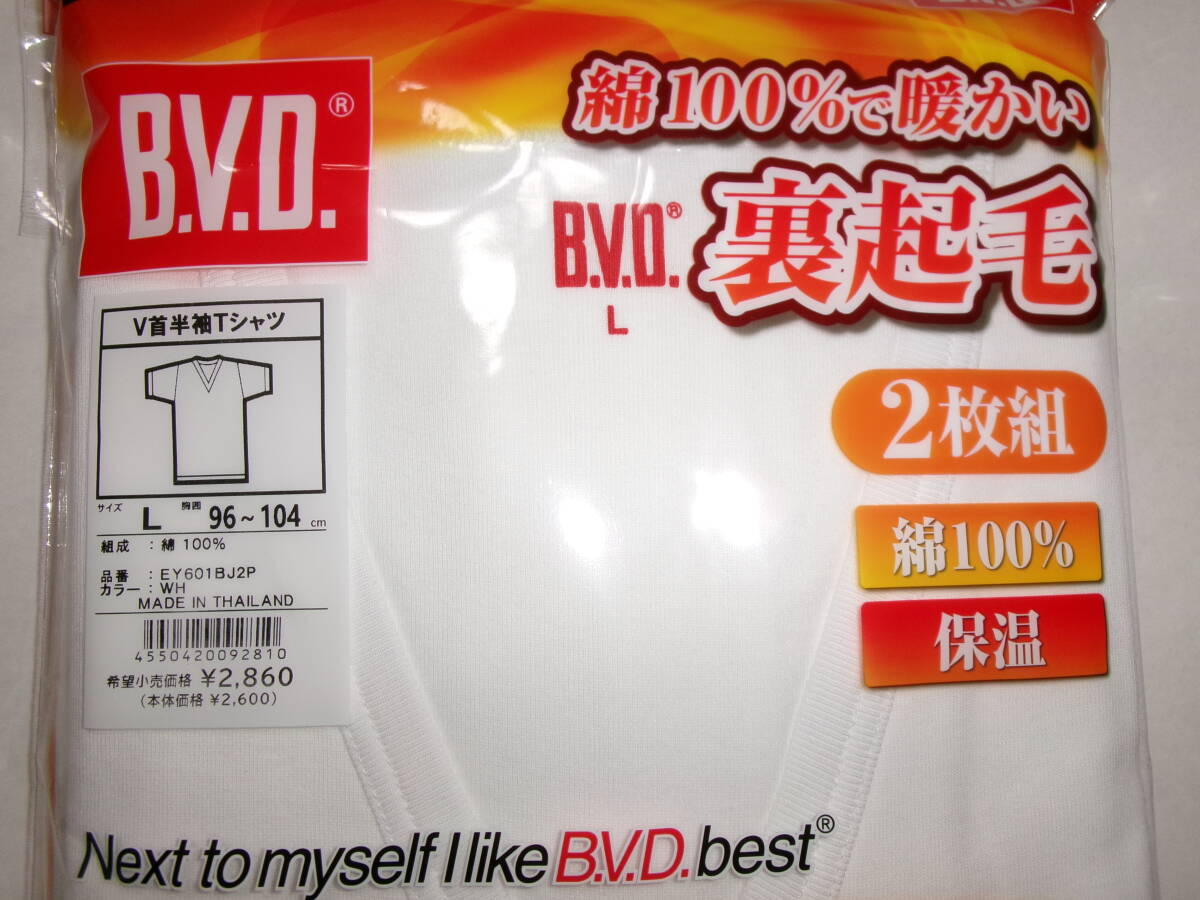 B.V.D.®
綿100%で暖かい
裏起毛
B.V.D.®
L
2枚組
綿100%
保温
V首半袖Tシャツ
サイズ L 胸囲 96~104 cm
組成 : 綿 100%
品番 : EY601BJ2P
カラー : WH
MADE IN THAILAND
4550420092810
希望小売価格 ¥2,860
(本体価格 ¥2,600)
Next to myself I like B.V.D. best®